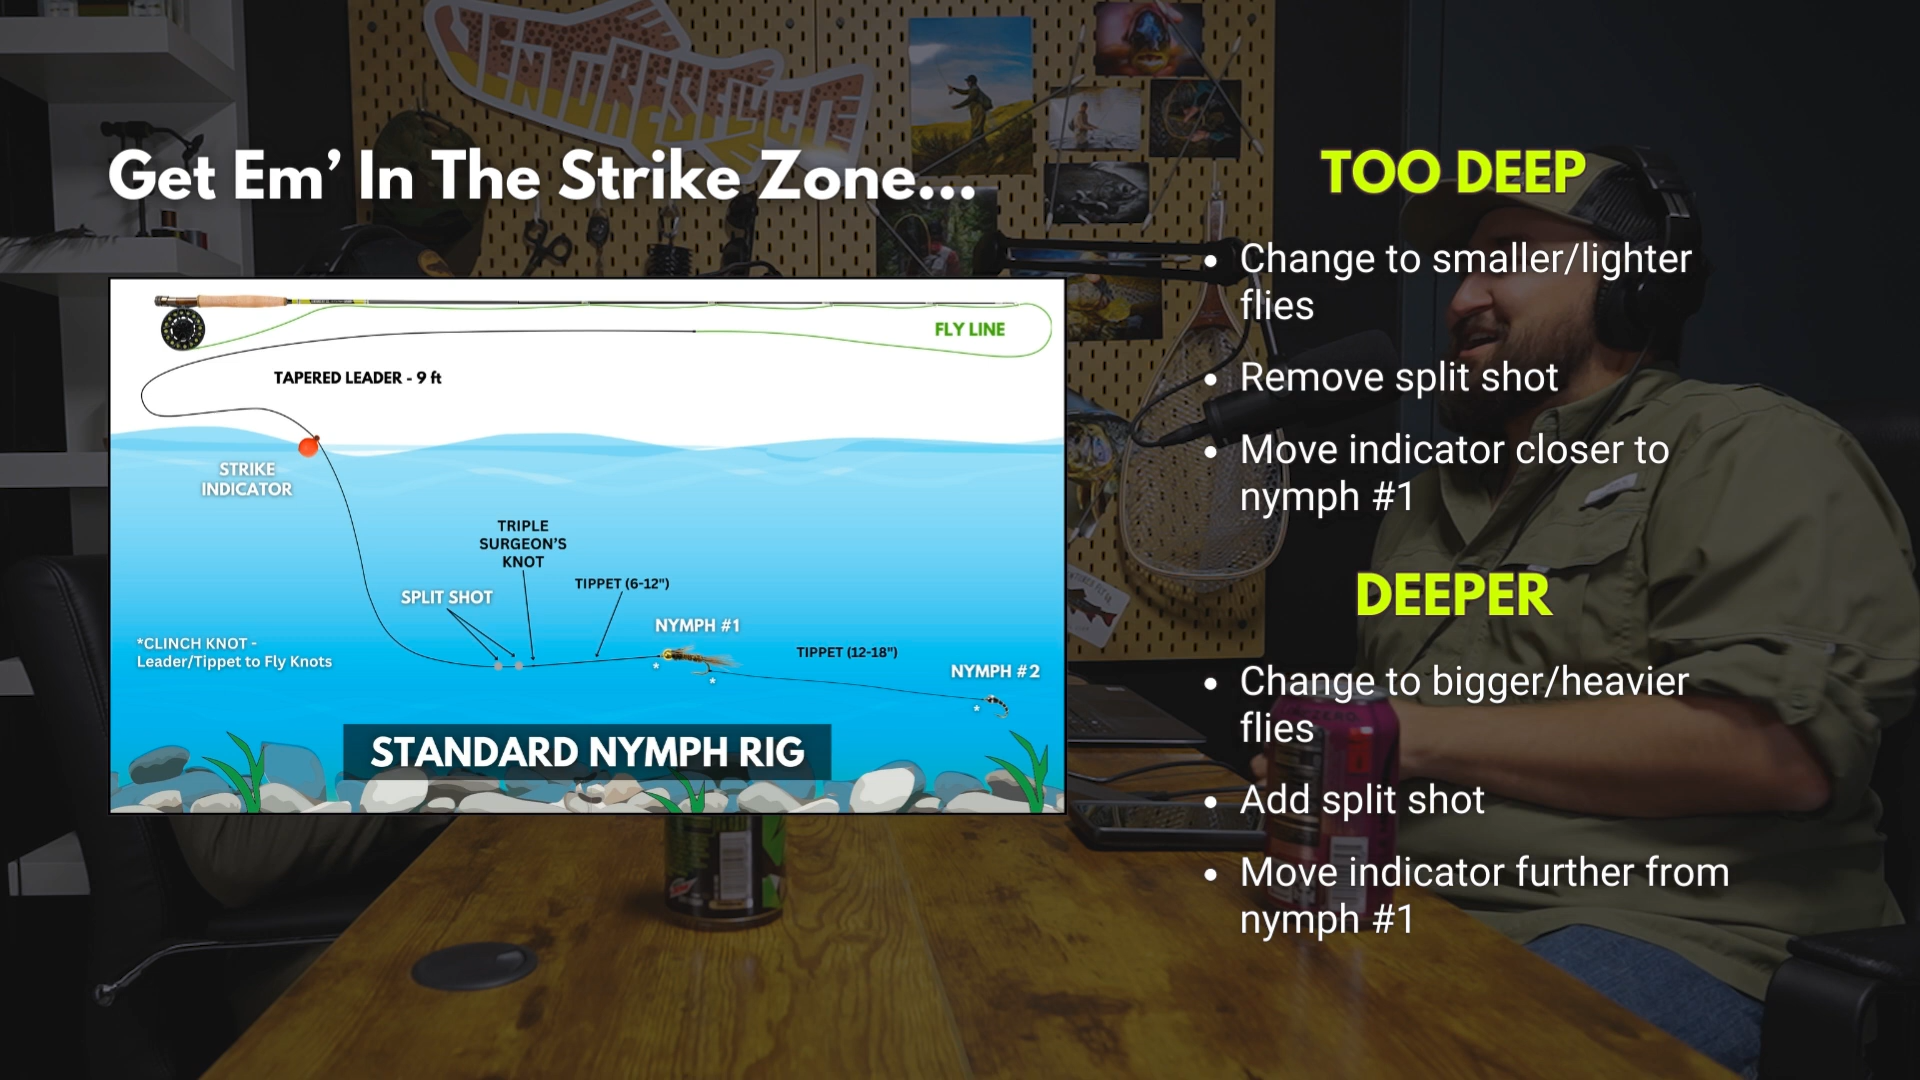 VENTURESFLYCO
Get Em’ In The Strike Zone...
FLY LINE
TAPERED LEADER - 9 ft
STRIKE
INDICATOR
TRIPLE
SURGEON’S
KNOT
TIPPET (6-12")
SPLIT SHOT
NYMPH #1
*CLINCH KNOT -
Leader/Tippet to Fly Knots
TIPPET (12-18")
NYMPH #2
*
*
*
STANDARD NYMPH RIG
TOO DEEP
• Change to smaller/lighter
flies
• Remove split shot
• Move indicator closer to
nymph #1
DEEPER
• Change to bigger/heavier
flies
• Add split shot
• Move indicator further from
nymph #1